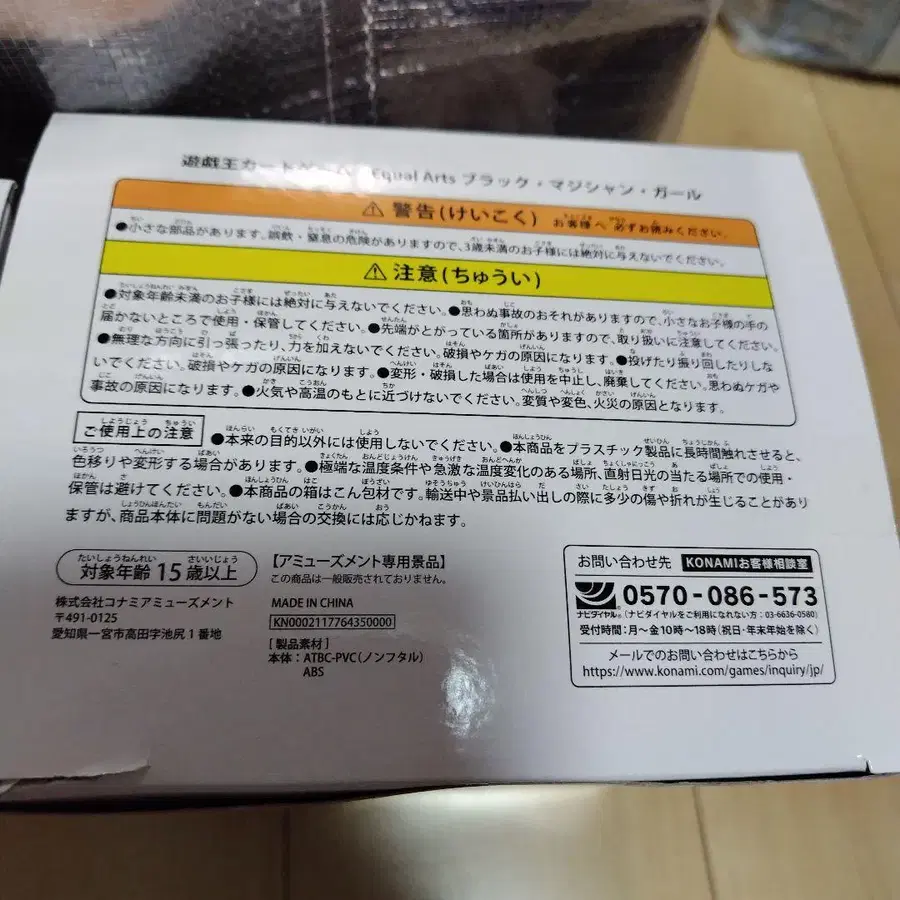 遊戯王カードゲーム Equal Arts ブラック・マジシャン・ガール
⚠ 警告(けいこく) お客様へ 必ずお読みください。
●小さな部品があります。誤飲・窒息の危険がありますので、3歳未満のお子様には絶対に与えないでください。
⚠ 注意(ちゅうい)
●対象年齢未満のお子様には絶対に与えないでください。●思わぬ事故のおそれがありますので、小さなお子様の手の
届かないところで使用・保管してください。●先端がとがっている箇所がありますので、取り扱いに注意してください。
●無理な方向に引っ張ったり、力を加えないでください。破損やケガの原因になります。●投げたり振り回したりしな
いでください。破損やケガの原因になります。●変形・破損した場合は使用を中止し、廃棄してください。思わぬケガや
事故の原因になります。●火気や高温のもとに近づけないでください。変質や変色、火災の原因となります。
ご使用上の注意 ●本来の目的以外には使用しないでください。●本商品をプラスチック製品に長時間触れさせると、
色移りや変形する場合があります。●極端な温度条件や急激な温度変化のある場所、直射日光の当たる場所での使用・
保管は避けてください。●本商品の箱はこん包材です。輸送中や景品払い出しの際に多少の傷や折れが生じることがあり
ますが、商品本体に問題がない場合の交換には応じかねます。
対象年齢 15歳以上
株式会社コナミアミューズメント
〒491-0125
愛知県一宮市高田字池尻1番地
【アミューズメント専用景品】
この商品は一般販売されておりません。
MADE IN CHINA
KN0002117764350000
[製品素材]
本体:ATBC-PVC(ノンフタル)
ABS
お問い合わせ先 KONAMIお客様相談室
ナビダイヤル® 0570-086-573
(ナビダイヤルをご利用になれない方:03-6636-0580)
受付時間:月~金10時~18時(祝日・年末年始を除く)
メールでのお問い合わせはこちらから
https://www.konami.com/games/inquiry/jp/